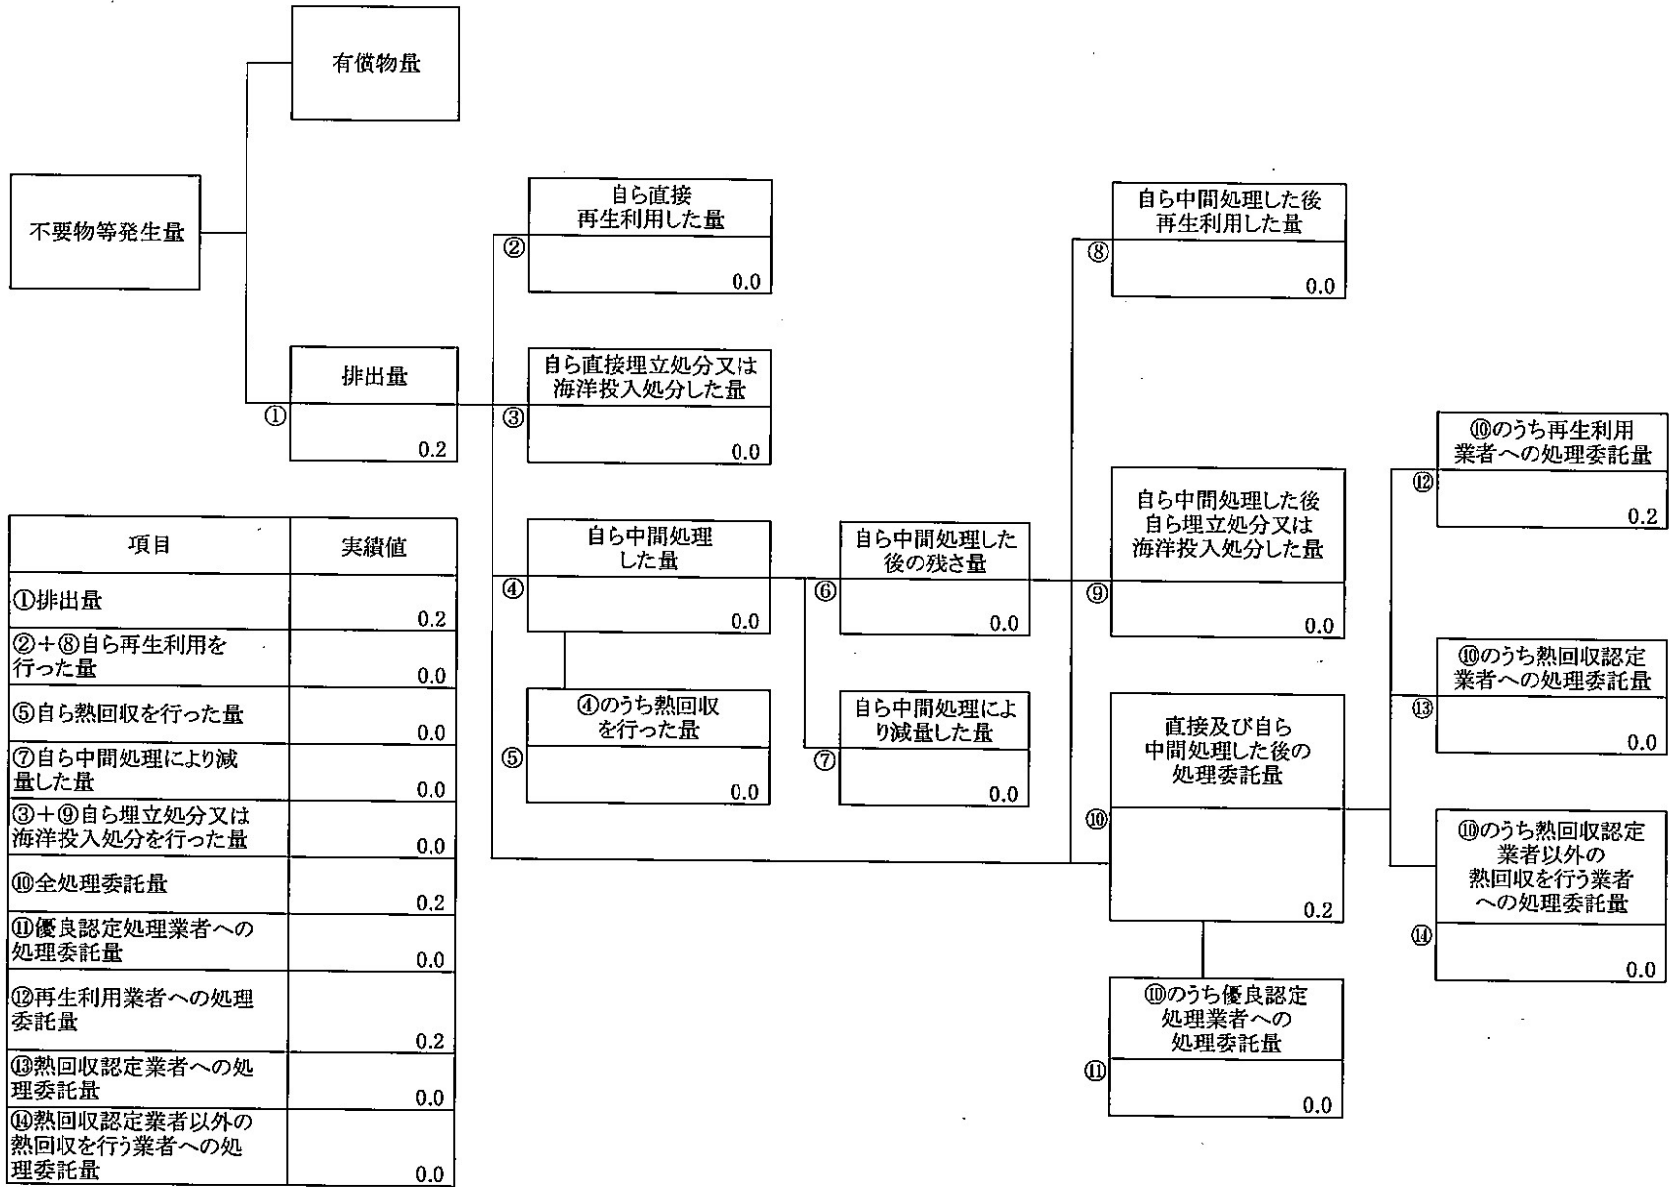 有償物量
不要物等発生量
排出量
①
0.2
自ら直接
再生利用した量
②
0.0
自ら直接埋立処分又は
海洋投入処分した量
③
0.0
自ら中間処理
した量
④
0.0
④のうち熱回収
を行った量
⑤
0.0
自ら中間処理した
後の残さ量
⑥
0.0
自ら中間処理によ
り減量した量
⑦
0.0
自ら中間処理した後
再生利用した量
⑧
0.0
自ら中間処理した後
自ら埋立処分又は
海洋投入処分した量
⑨
0.0
直接及び自ら
中間処理した後の
処理委託量
⑩
0.2
⑩のうち優良認定
処理業者への
処理委託量
⑪
0.0
⑩のうち再生利用
業者への処理委託量
⑫
0.2
⑩のうち熱回収認定
業者への処理委託量
⑬
0.0
⑩のうち熱回収認定
業者以外の
熱回収を行う業者
への処理委託量
⑭
0.0
項目 実績値
①排出量
0.2
②＋⑧自ら再生利用を
行った量
0.0
⑤自ら熱回収を行った量
0.0
⑦自ら中間処理により減
量した量
0.0
③＋⑨自ら埋立処分又は
海洋投入処分を行った量
0.0
⑩全処理委託量
0.2
⑪優良認定処理業者への
処理委託量
0.0
⑫再生利用業者への処理
委託量
0.2
⑬熱回収認定業者への処
理委託量
0.0
⑭熱回収認定業者以外の
熱回収を行う業者への処
理委託量
0.0